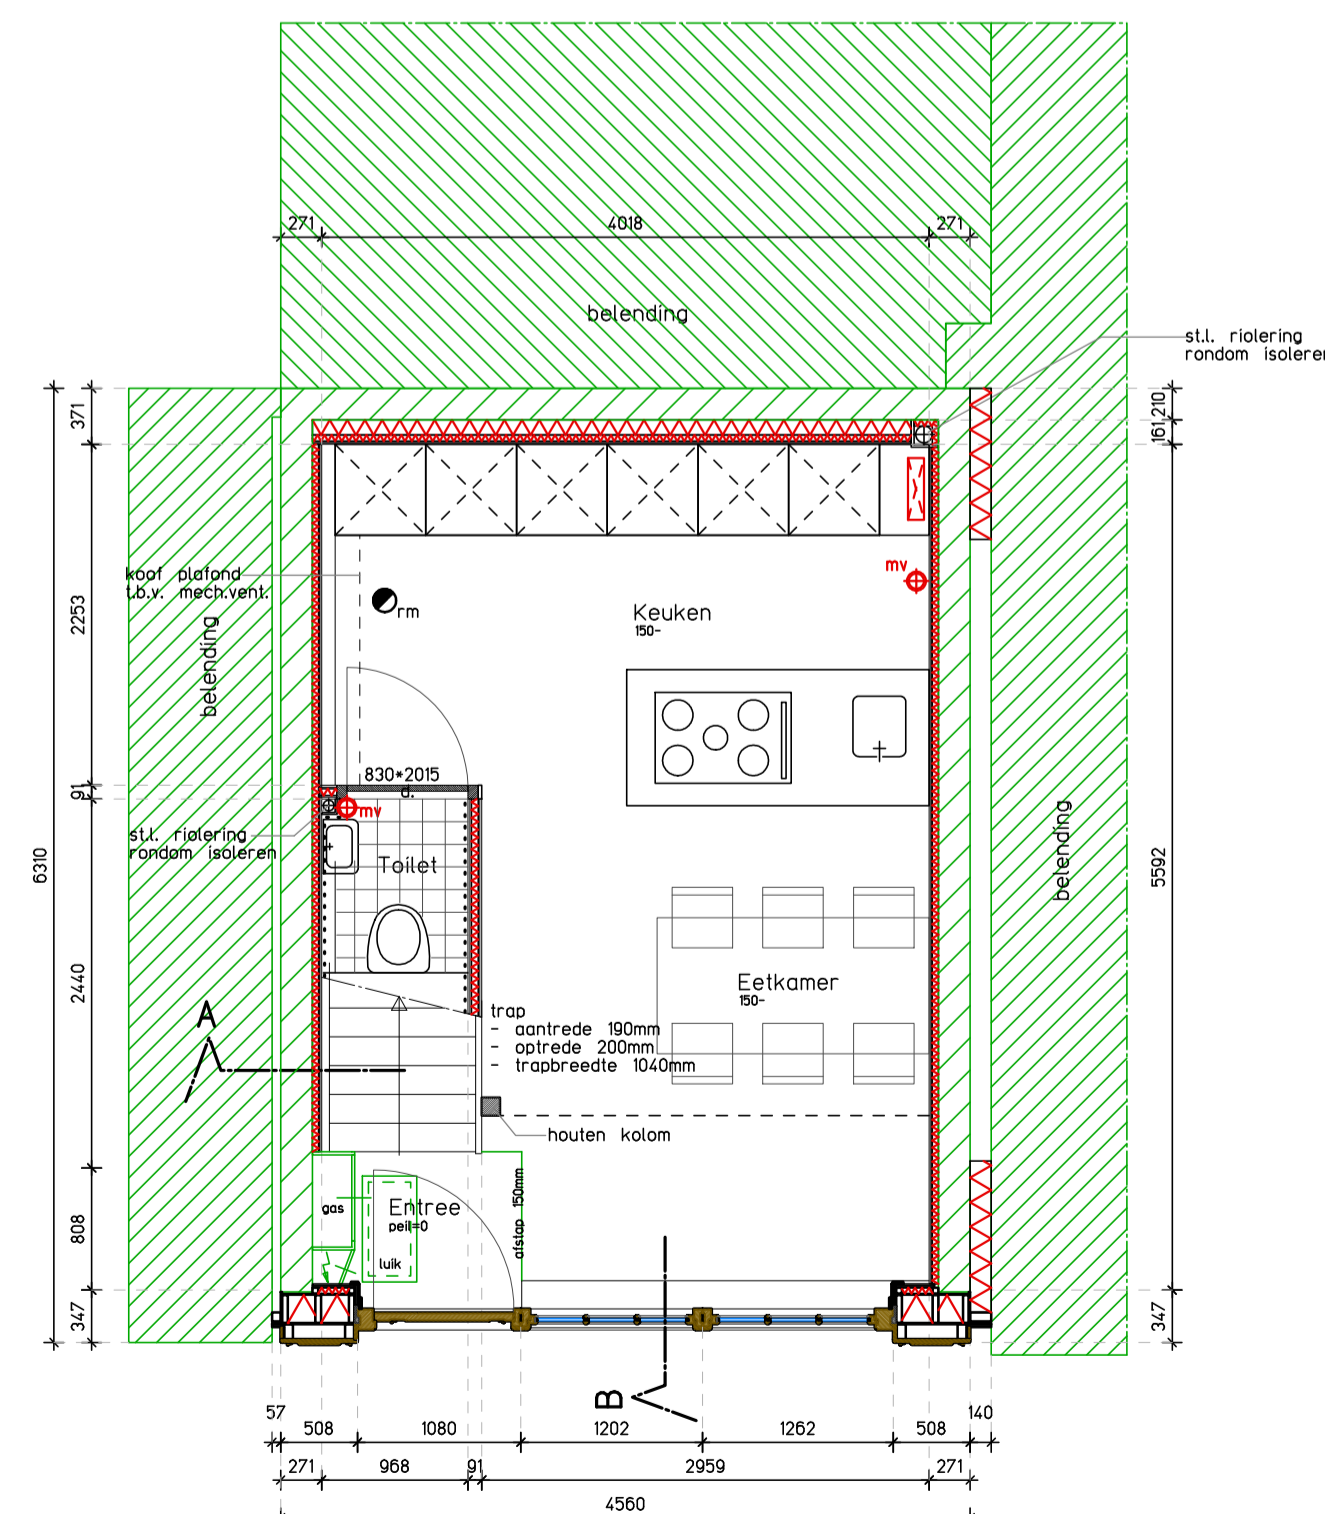 271
4018
271
belending
st.l. riolering
rondom isoleren
371
210
161
koof plafond
t.b.v. mech.vent.
mv
rm
Keuken
150-
2253
belending
830*2015
d.
91
mv
st.l. riolering
rondom isoleren
Toilet
6310
belending
5592
2440
Eetkamer
150-
A
trap
- aantrede 190mm
- optrede 200mm
- trapbreedte 1040mm
houten kolom
gas
Entree
peil=0
afstap 150mm
808
luik
347
347
B
57
508
1080
1202
1262
508
140
271
968
91
2959
271
4560